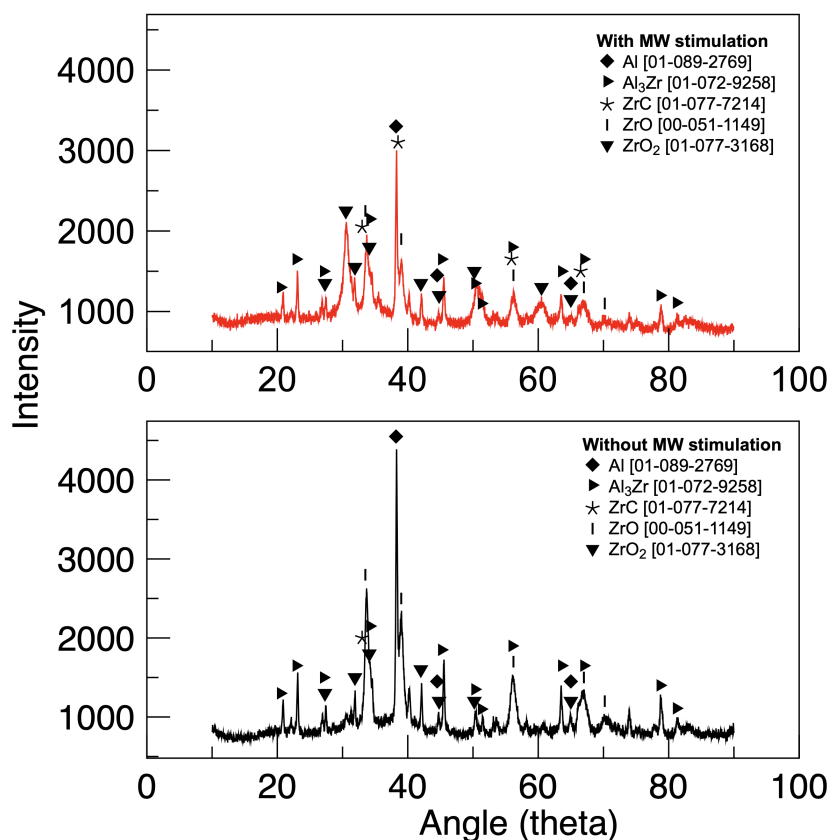 With MW stimulation
Al [01-089-2769]
Al₃Zr [01-072-9258]
ZrC [01-077-7214]
ZrO [00-051-1149]
ZrO₂ [01-077-3168]
4000
3000
2000
1000
0 20 40 60 80 100
Intensity
Without MW stimulation
Al [01-089-2769]
Al₃Zr [01-072-9258]
ZrC [01-077-7214]
ZrO [00-051-1149]
ZrO₂ [01-077-3168]
4000
3000
2000
1000
0 20 40 60 80 100
Angle (theta)